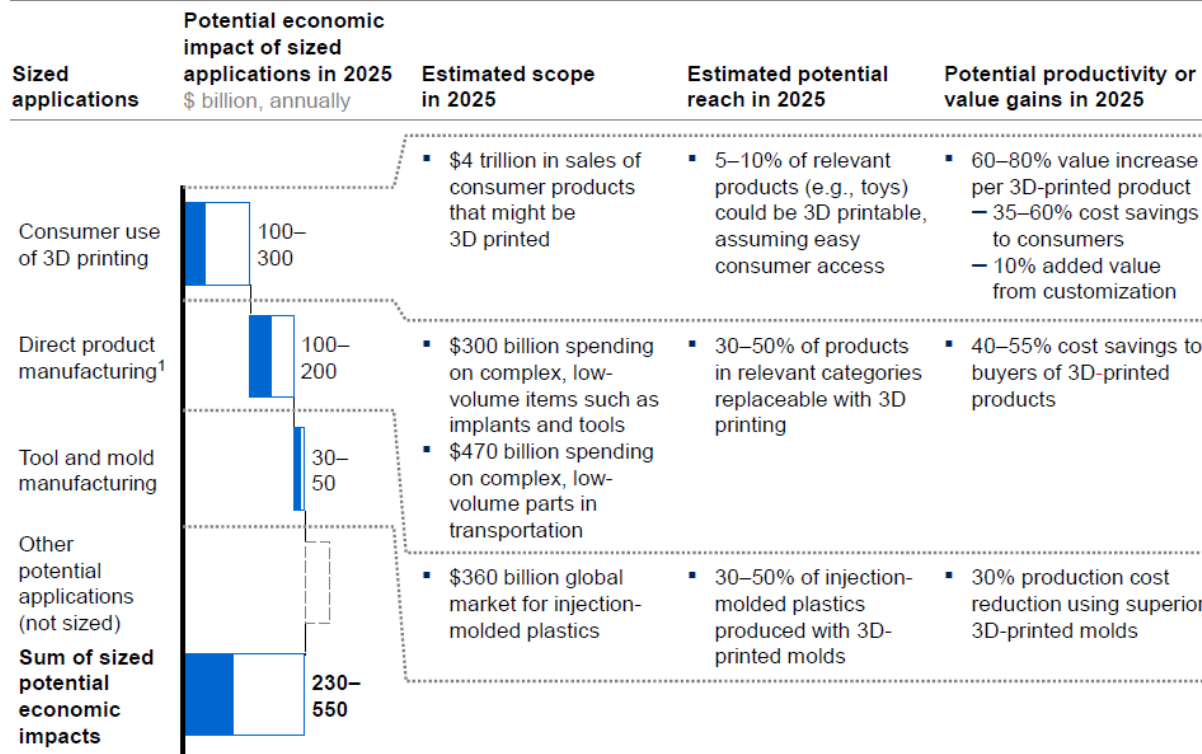 Sized
applications
Potential economic
impact of sized
applications in 2025
$ billion, annually
Estimated scope
in 2025
Estimated potential
reach in 2025
Potential productivity or
value gains in 2025
Consumer use
of 3D printing
100–
300
▪ $4 trillion in sales of
consumer products
that might be
3D printed
▪ 5–10% of relevant
products (e.g., toys)
could be 3D printable,
assuming easy
consumer access
▪ 60–80% value increase
per 3D-printed product
– 35–60% cost savings
to consumers
– 10% added value
from customization
Direct product
manufacturing¹
100–
200
▪ $300 billion spending
on complex, low-
volume items such as
implants and tools
▪ $470 billion spending
on complex, low-
volume parts in
transportation
▪ 30–50% of products
in relevant categories
replaceable with 3D
printing
▪ 40–55% cost savings to
buyers of 3D-printed
products
Tool and mold
manufacturing
30–
50
▪ $360 billion global
market for injection-
molded plastics
▪ 30–50% of injection-
molded plastics
produced with 3D-
printed molds
▪ 30% production cost
reduction using superior
3D-printed molds
Other
potential
applications
(not sized)
Sum of sized
potential
economic
impacts
230–
550